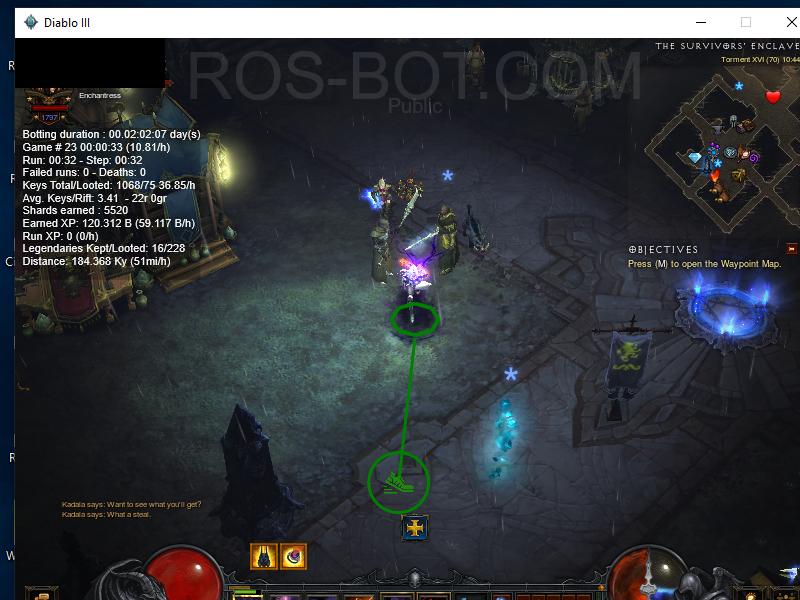 Diablo III
THE SURVIVORS' ENCLAVE
Torment XVI (70) 10:44
ROS-BOT.COM
Public
Enchantress
1797
Botting duration : 00.02:02:07 day(s)
Game # 23 00:00:33 (10.81/h)
Run: 00:32 - Step: 00:32
Failed runs: 0 - Deaths: 0
Keys Total/Looted: 1068/75 36.85/h
Avg. Keys/Rift: 3.41 - 22r 0gr
Shards earned : 5520
Earned XP: 120.312 B (59.117 B/h)
Run XP: 0 (0/h)
Legendaries Kept/Looted: 16/228
Distance: 184.368 Ky (51mi/h)
OBJECTIVES
Press (M) to open the Waypoint Map.
Kadala says: Want to see what you'll get?
Kadala says: What a steal.